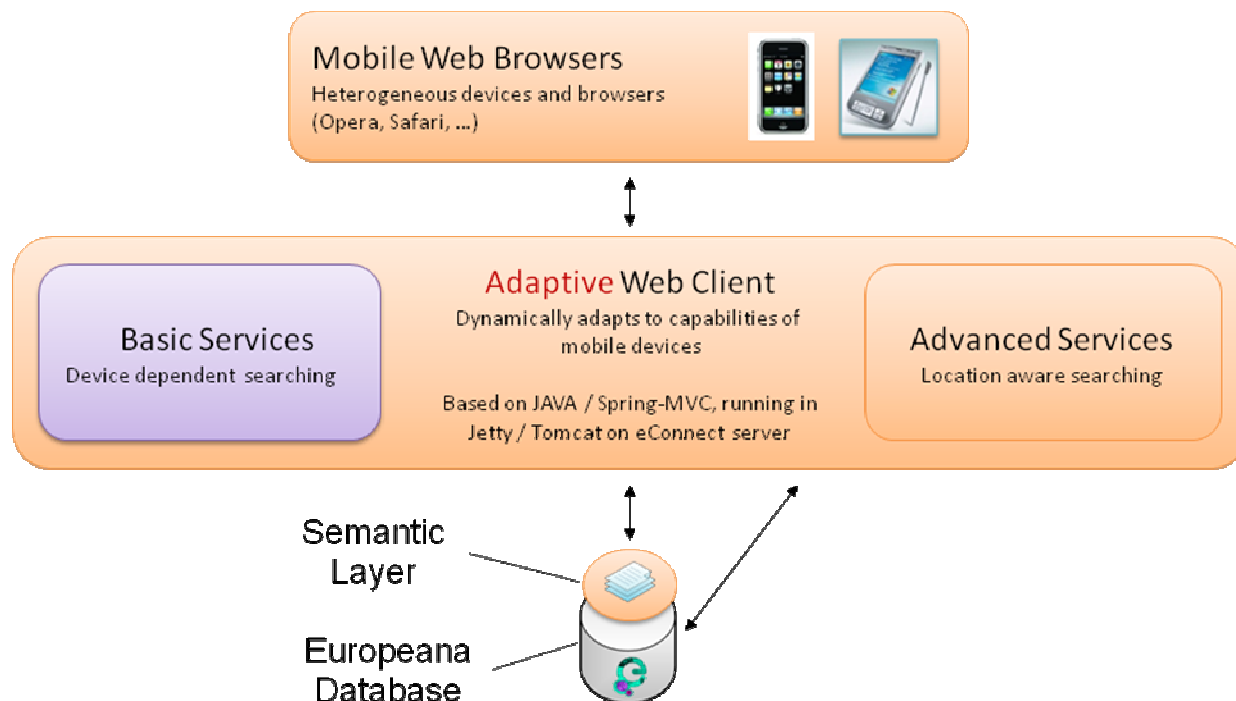 Mobile Web Browsers
Heterogeneous devices and browsers
(Opera, Safari, ...)
Adaptive Web Client
Dynamically adapts to capabilities of
mobile devices
Based on JAVA / Spring-MVC, running in
Jetty / Tomcat on eConnect server
Basic Services
Device dependent searching
Advanced Services
Location aware searching
Semantic
Layer
Europeana
Database